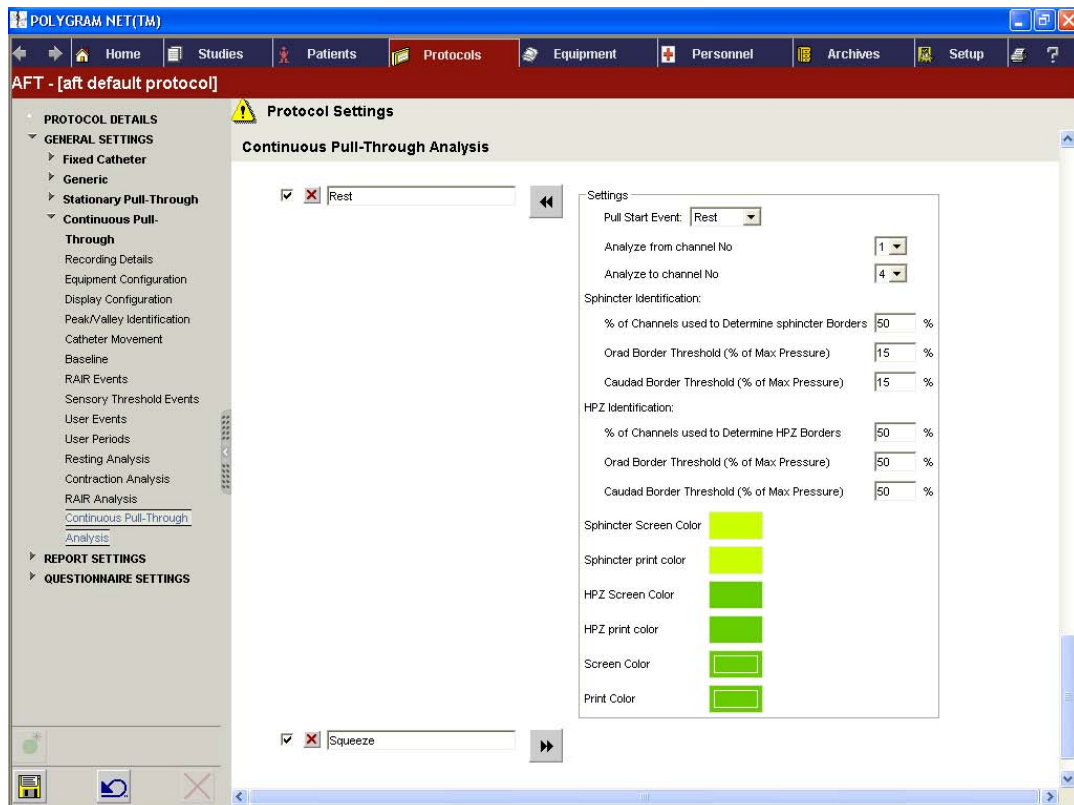 POLYGRAM NET(TM)
Home Studies Patients Protocols Equipment Personnel Archives Setup ?
AFT - [aft default protocol]
PROTOCOL DETAILS
GENERAL SETTINGS
Fixed Catheter
Generic
Stationary Pull-Through
Continuous Pull-
Through
Recording Details
Equipment Configuration
Display Configuration
Peak/Valley Identification
Catheter Movement
Baseline
RAIR Events
Sensory Threshold Events
User Events
User Periods
Resting Analysis
Contraction Analysis
RAIR Analysis
Continuous Pull-Through
Analysis
REPORT SETTINGS
QUESTIONNAIRE SETTINGS
Protocol Settings
Continuous Pull-Through Analysis
Rest
Settings
Pull Start Event: Rest
Analyze from channel No 1
Analyze to channel No 4
Sphincter Identification:
% of Channels used to Determine sphincter Borders 50 %
Orad Border Threshold (% of Max Pressure) 15 %
Caudad Border Threshold (% of Max Pressure) 15 %
HPZ Identification:
% of Channels used to Determine HPZ Borders 50 %
Orad Border Threshold (% of Max Pressure) 50 %
Caudad Border Threshold (% of Max Pressure) 50 %
Sphincter Screen Color
Sphincter print color
HPZ Screen Color
HPZ print color
Screen Color
Print Color
Squeeze